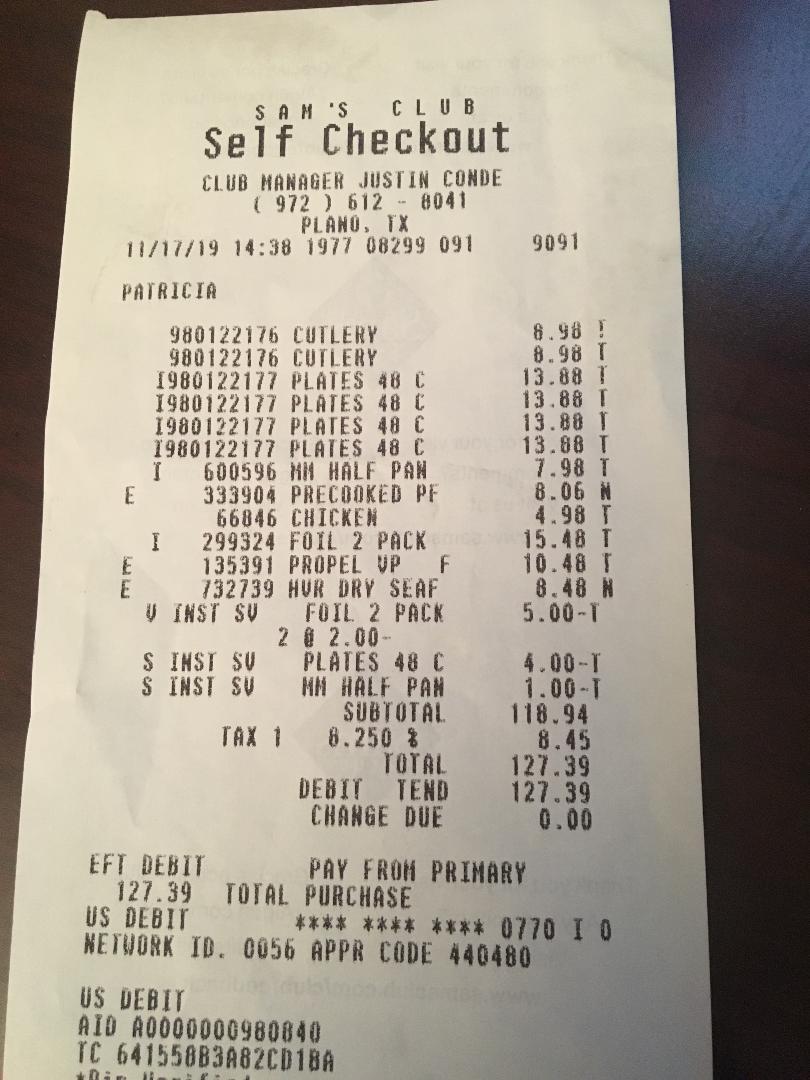 SAM'S CLUB
Self Checkout
CLUB MANAGER JUSTIN CONDE
( 972 ) 612 - 8041
PLANO, TX
11/17/19 14:38 1977 08299 091 9091
PATRICIA
980122176 CUTLERY 8.98 T
980122176 CUTLERY 8.98 T
I980122177 PLATES 48 C 13.88 T
I980122177 PLATES 48 C 13.88 T
I980122177 PLATES 48 C 13.88 T
I980122177 PLATES 48 C 13.88 T
I 600596 MM HALF PAN 7.98 T
E 333904 PRECOOKED PF 8.06 N
66846 CHICKEN 4.98 T
I 299324 FOIL 2 PACK 15.48 T
E 135391 PROPEL VP F 10.48 T
E 732739 HVR DRY SEAF 8.48 N
V INST SV FOIL 2 PACK 5.00-T
2 @ 2.00-
S INST SV PLATES 48 C 4.00-T
S INST SV MM HALF PAN 1.00-T
SUBTOTAL 118.94
TAX 1 8.250 % 8.45
TOTAL 127.39
DEBIT TEND 127.39
CHANGE DUE 0.00
EFT DEBIT PAY FROM PRIMARY
127.39 TOTAL PURCHASE
US DEBIT **** **** **** 0770 I 0
NETWORK ID. 0056 APPR CODE 440480
US DEBIT
AID A0000000980840
TC 641558B3A82CD1BA